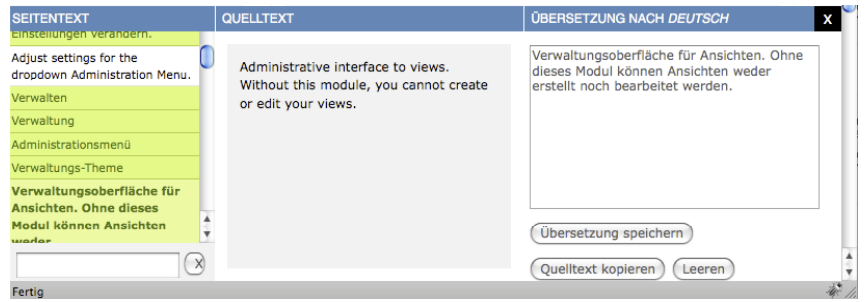 SEITENTEXT
Einstellungen verändern.
Adjust settings for the
dropdown Administration Menu.
Verwalten
Verwaltung
Administrationsmenü
Verwaltungs-Theme
Verwaltungsoberfläche für
Ansichten. Ohne dieses
Modul können Ansichten
weder
X
QUELLTEXT
Administrative interface to views.
Without this module, you cannot create
or edit your views.
ÜBERSETZUNG NACH DEUTSCH
X
Verwaltungsoberfläche für Ansichten. Ohne
dieses Modul können Ansichten weder
erstellt noch bearbeitet werden.
Übersetzung speichern
Quelltext kopieren
Leeren
Fertig